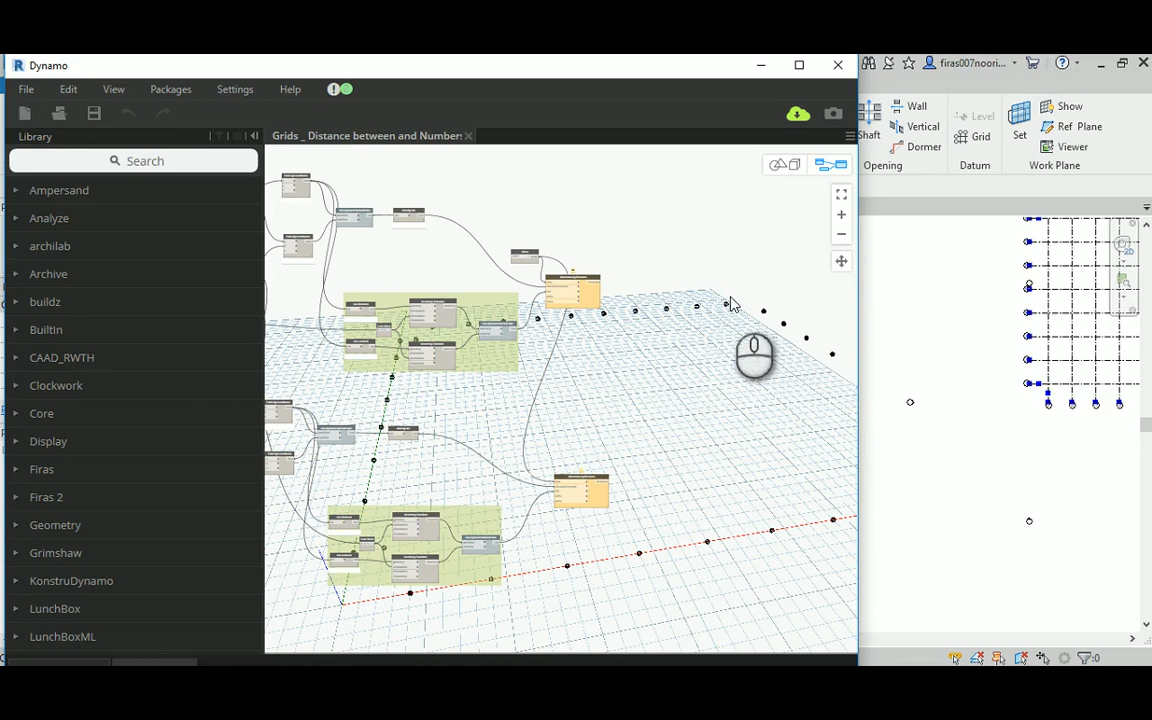 R Dynamo
firas007noori...
File Edit View Packages Settings Help
Library
Grids _ Distance between and Number:
Search
Ampersand
Analyze
archilab
Archive
buildz
BuiltIn
CAAD_RWTH
Clockwork
Core
Display
Firas
Firas 2
Geometry
Grimshaw
KonstruDynamo
LunchBox
LunchBoxML
Wall
Vertical
Dormer
Shaft
Opening
Level
Grid
Datum
Set
Show
Ref Plane
Viewer
Work Plane
2D
:0